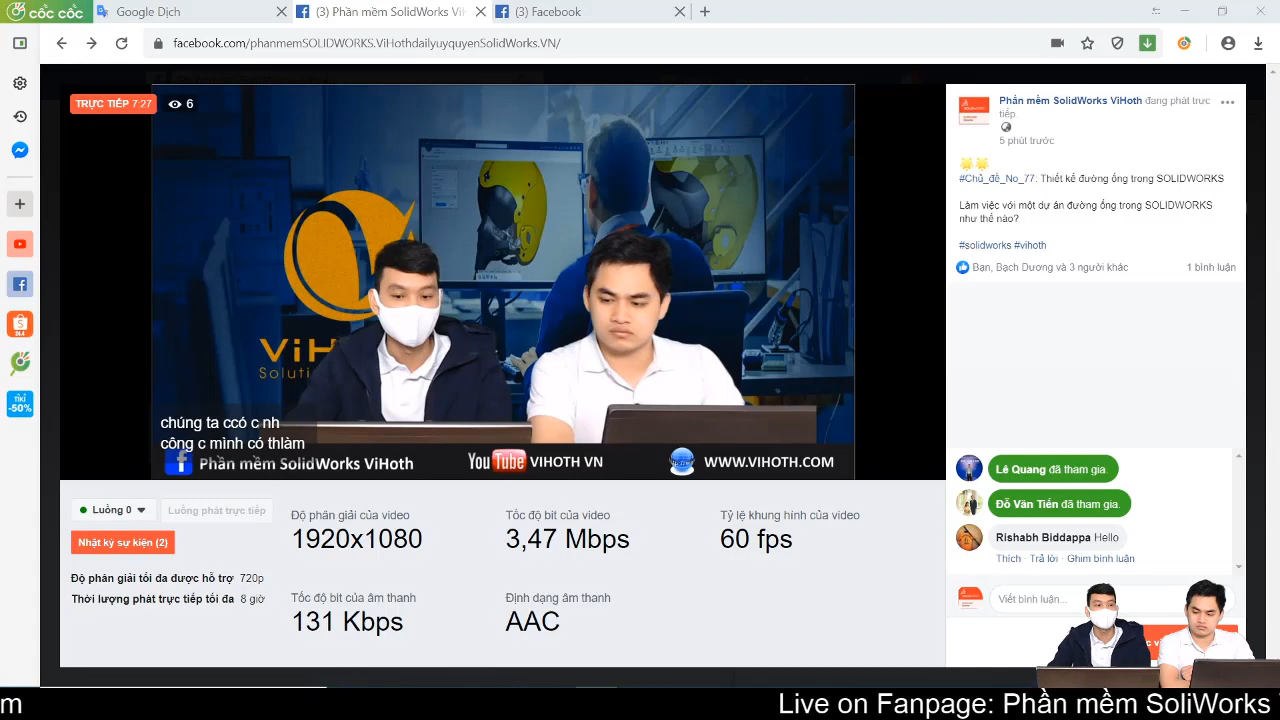 cốc cốc
Google Dịch
(3) Phần mềm SolidWorks ViH
(3) Facebook
facebook.com/phanmemSOLIDWORKS.ViHothdailyuyquyenSolidWorks.VN/
TRỰC TIẾP 7:27
6
ViH
Soluti
chúng ta ccó c nh
công c mình có thlàm
Phần mềm SolidWorks ViHoth
YouTube VIHOTH VN
WWW.VIHOTH.COM
24.4
TIKI
-50%
Luồng 0
Luồng phát trực tiếp
Nhật ký sự kiện (2)
Độ phân giải tối đa được hỗ trợ 720p
Thời lượng phát trực tiếp tối đa 8 giờ
Độ phân giải của video
1920x1080
Tốc độ bit của video
3,47 Mbps
Tỷ lệ khung hình của video
60 fps
Tốc độ bit của âm thanh
131 Kbps
Định dạng âm thanh
AAC
Phần mềm SolidWorks ViHoth đang phát trực
tiếp.
5 phút trước
#Chủ_đề_No_77: Thiết kế đường ống trong SOLIDWORKS
Làm việc với một dự án đường ống trong SOLIDWORKS
như thế nào?
#solidworks #vihoth
Bạn, Bạch Dương và 3 người khác
1 bình luận
Lê Quang đã tham gia.
Đỗ Văn Tiến đã tham gia.
Rishabh Biddappa Hello
Thích · Trả lời · Ghim bình luận
Viết bình luận...
m
Live on Fanpage: Phần mềm SoliWorks